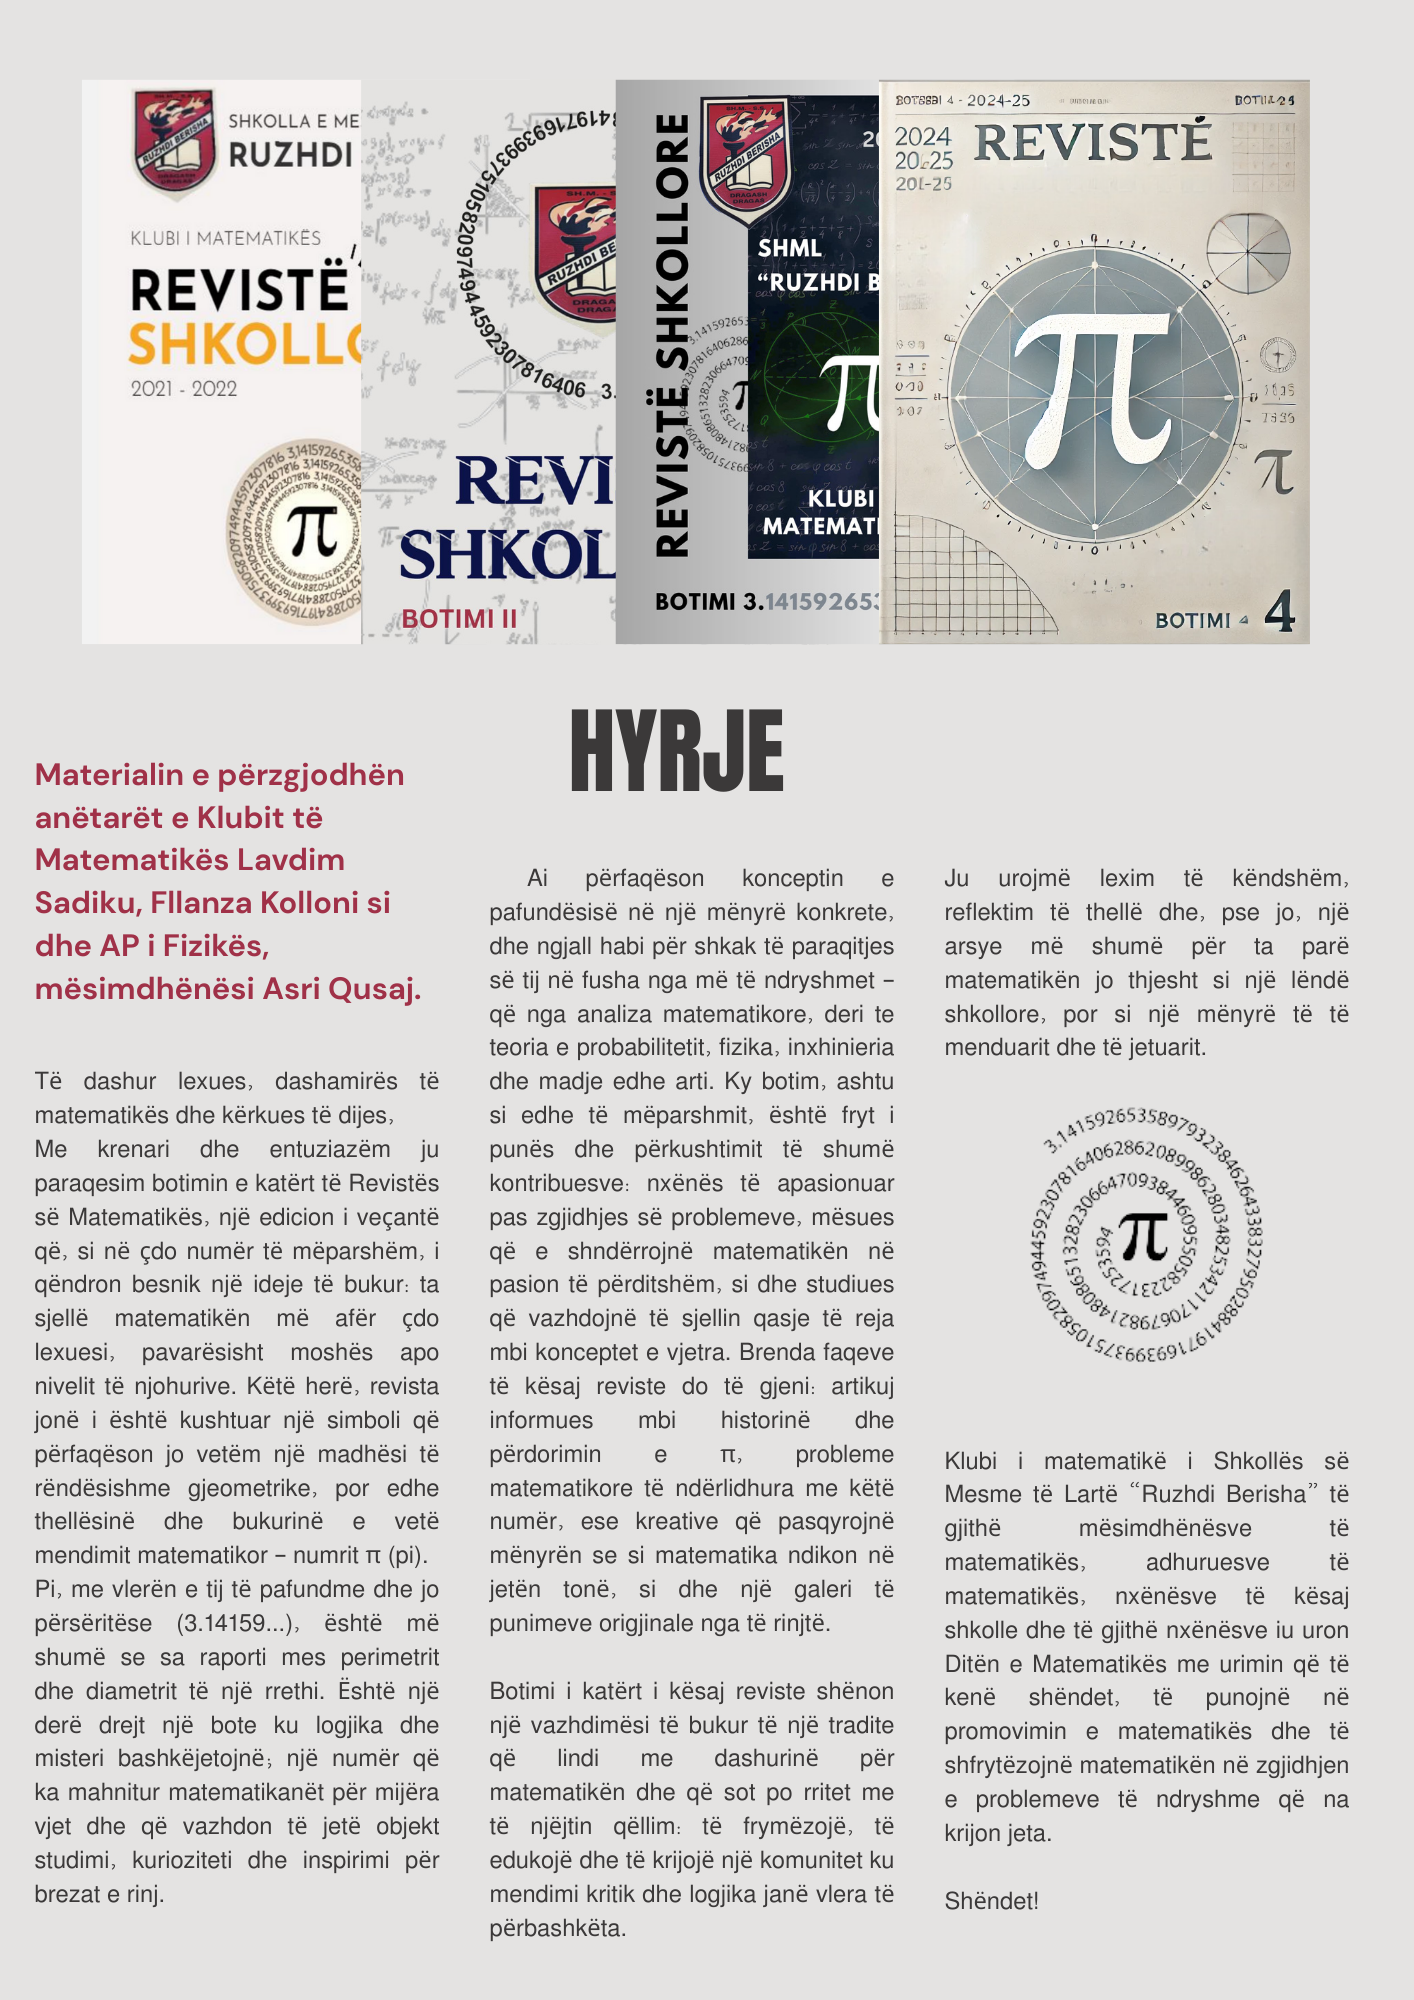 SHKOLLA E ME
RUZHDI
RUZHDI BERISHA
KLUBI I MATEMATIKËS
REVISTË
SHKOLLO
2021 - 2022
π
SH.M. - S
RUZHDI BE
DRAGA
DRAGA
REVI
SHKOL
BOTIMI II
REVISTË SHKOLLORE
RUZHDI BERISHA
DRAGASH
DRAGAS
20
SHML
“RUZHDI B
π
KLUBI
MATEMATI
BOTIMI 3.141592653
4 - 2024-25
2024
REVISTÉ
π
π
BOTIMI 4
HYRJE
Materialin e përzgjodhën
anëtarët e Klubit të
Matematikës Lavdim
Sadiku, Fllanza Kolloni si
dhe AP i Fizikës,
mësimdhënësi Asri Qusaj.
Të dashur lexues, dashamirës të
matematikës dhe kërkues të dijes,
Me krenari dhe entuziazëm ju
paraqesim botimin e katërt të Revistës
së Matematikës, një edicion i veçantë
që, si në çdo numër të mëparshëm, i
qëndron besnik një ideje të bukur: ta
sjellë matematikën më afër çdo
lexuesi, pavarësisht moshës apo
nivelit të njohurive. Këtë herë, revista
jonë i është kushtuar një simboli që
përfaqëson jo vetëm një madhësi të
rëndësishme gjeometrike, por edhe
thellësinë dhe bukurinë e vetë
mendimit matematikor – numrit π (pi).
Pi, me vlerën e tij të pafundme dhe jo
përsëritëse (3.14159...), është më
shumë se sa raporti mes perimetrit
dhe diametrit të një rrethi. Është një
derë drejt një bote ku logjika dhe
misteri bashkëjetojnë; një numër që
ka mahnitur matematikanët për mijëra
vjet dhe që vazhdon të jetë objekt
studimi, kurioziteti dhe inspirimi për
brezat e rinj.
Ai përfaqëson konceptin e
pafundësisë në një mënyrë konkrete,
dhe ngjall habi për shkak të paraqitjes
së tij në fusha nga më të ndryshmet –
që nga analiza matematikore, deri te
teoria e probabilitetit, fizika, inxhinieria
dhe madje edhe arti. Ky botim, ashtu
si edhe të mëparshmit, është fryt i
punës dhe përkushtimit të shumë
kontribuesve: nxënës të apasionuar
pas zgjidhjes së problemeve, mësues
që e shndërrojnë matematikën në
pasion të përditshëm, si dhe studiues
që vazhdojnë të sjellin qasje të reja
mbi konceptet e vjetra. Brenda faqeve
të kësaj reviste do të gjeni: artikuj
informues mbi historinë dhe
përdorimin e π, probleme
matematikore të ndërlidhura me këtë
numër, ese kreative që pasqyrojnë
mënyrën se si matematika ndikon në
jetën tonë, si dhe një galeri të
punimeve origjinale nga të rinjtë.
Botimi i katërt i kësaj reviste shënon
një vazhdimësi të bukur të një tradite
që lindi me dashurinë për
matematikën dhe që sot po rritet me
të njëjtin qëllim: të frymëzojë, të
edukojë dhe të krijojë një komunitet ku
mendimi kritik dhe logjika janë vlera të
përbashkëta.
Ju urojmë lexim të këndshëm,
reflektim të thellë dhe, pse jo, një
arsye më shumë për ta parë
matematikën jo thjesht si një lëndë
shkollore, por si një mënyrë të të
menduarit dhe të jetuarit.
3.1415926535897932384626433832795028841971693993751058209749445923078164062862089986280348253421170679821480865132823066470938446095505822317253594
π
Klubi i matematikë i Shkollës së
Mesme të Lartë “Ruzhdi Berisha” të
gjithë mësimdhënësve të
matematikës, adhuruesve të
matematikës, nxënësve të kësaj
shkolle dhe të gjithë nxënësve iu uron
Ditën e Matematikës me urimin që të
kenë shëndet, të punojnë në
promovimin e matematikës dhe të
shfrytëzojnë matematikën në zgjidhjen
e problemeve të ndryshme që na
krijon jeta.
Shëndet!